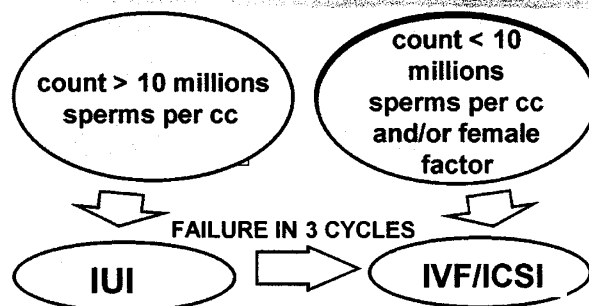 count > 10 millions
sperms per cc
count < 10
millions
sperms per cc
and/or female
factor
FAILURE IN 3 CYCLES
IUI
IVF/ICSI